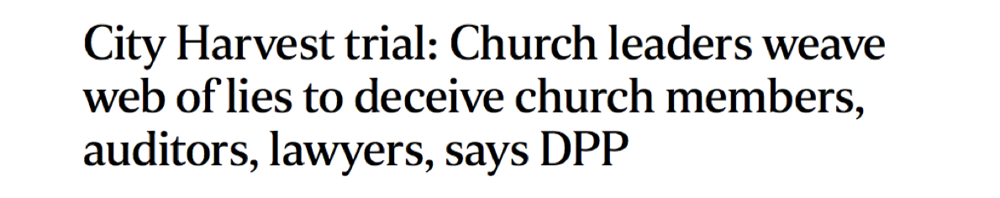 City Harvest trial: Church leaders weave
web of lies to deceive church members,
auditors, lawyers, says DPP